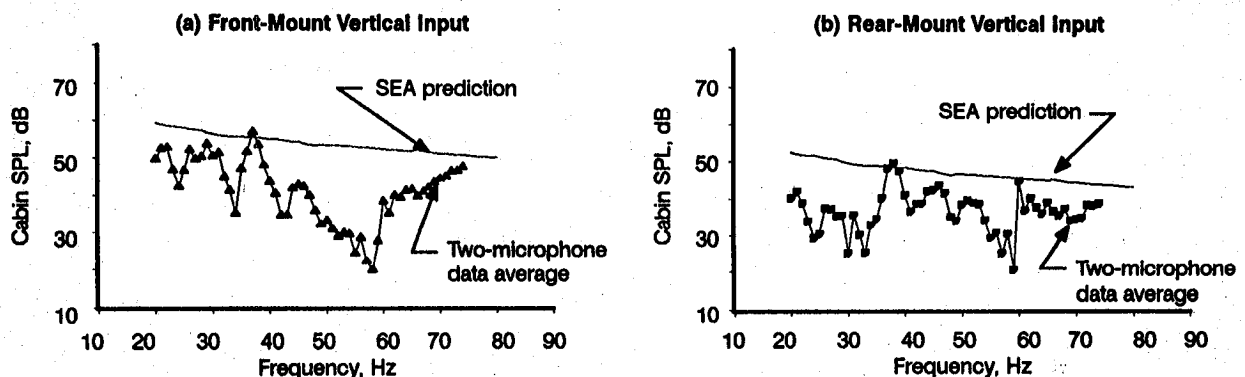 (a) Front-Mount Vertical Input
70
50
30
10
Cabin SPL, dB
SEA prediction
Two-microphone
data average
10 20 30 40 50 60 70 80 90
Frequency, Hz
(b) Rear-Mount Vertical Input
70
50
30
10
Cabin SPL, dB
SEA prediction
Two-microphone
data average
10 20 30 40 50 60 70 80 90
Frequency, Hz